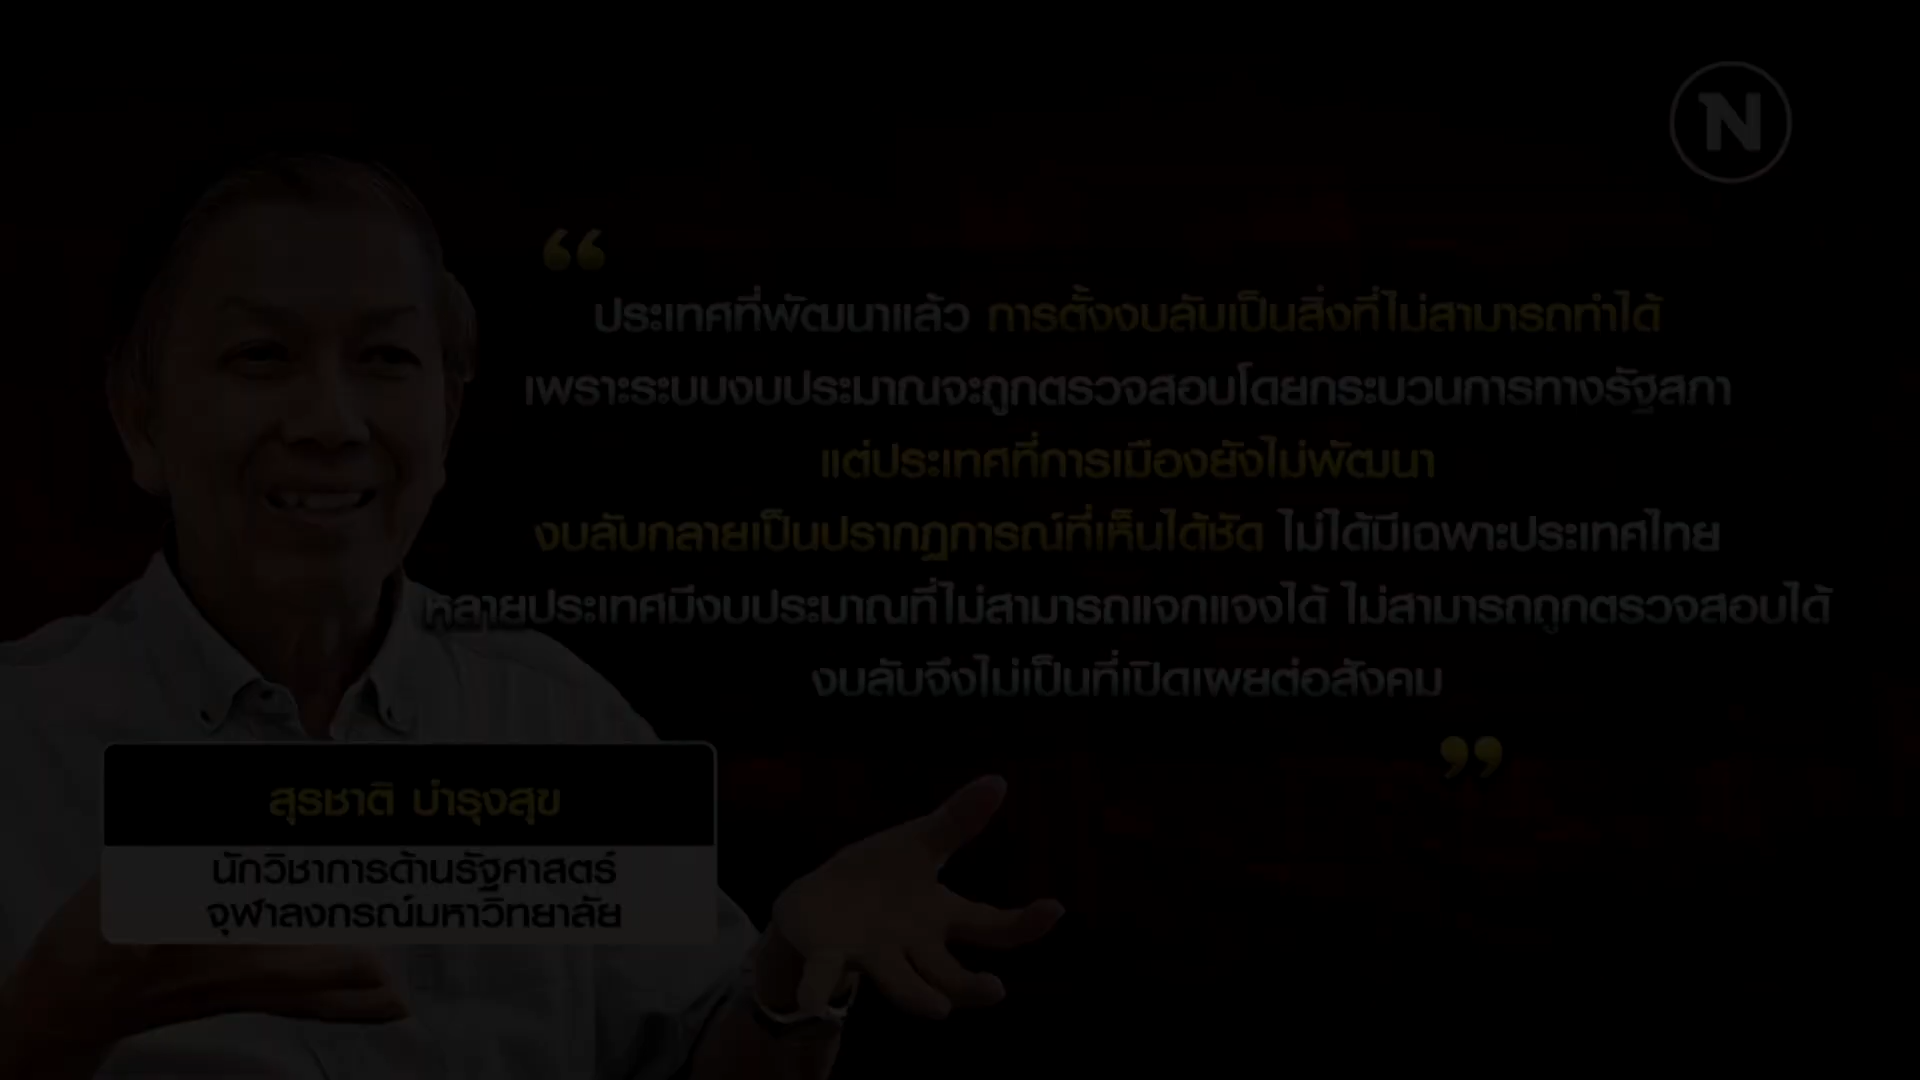 N
“
ประเทศที่พัฒนาแล้ว การตั้งงบลับเป็นสิ่งที่ไม่สามารถทำได้
เพราะระบบงบประมาณจะถูกตรวจสอบโดยกระบวนการทางรัฐสภา
แต่ประเทศที่การเมืองยังไม่พัฒนา
งบลับกลายเป็นปรากฏการณ์ที่เห็นได้ชัด ไม่ได้มีเฉพาะประเทศไทย
หลายประเทศมีงบประมาณที่ไม่สามารถแจกแจงได้ ไม่สามารถถูกตรวจสอบได้
งบลับจึงไม่เป็นที่เปิดเผยต่อสังคม
”
สุรชาติ บำรุงสุข
นักวิชาการด้านรัฐศาสตร์
จุฬาลงกรณ์มหาวิทยาลัย